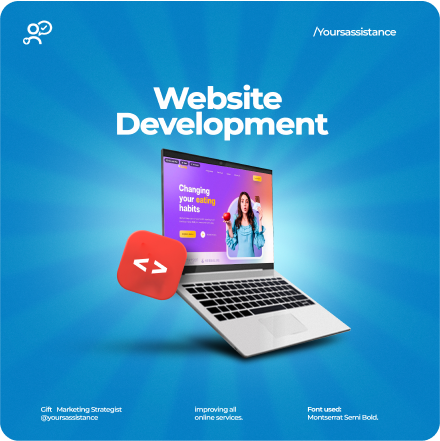 /Yoursassistance
Website
Development
Changing
your eating
habits
< >
Gift Marketing Strategist
@yoursassistance
improving all
online services.
Font used:
Montserrat Semi Bold.